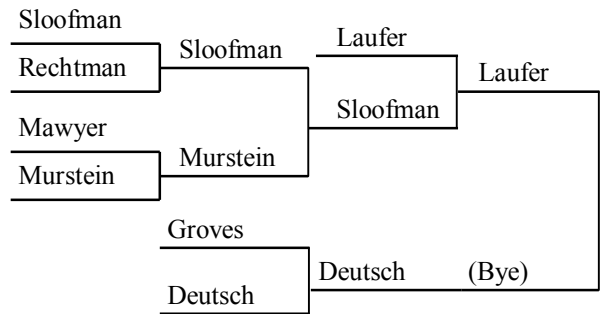 Sloofman
Rechtman
Sloofman
Mawyer
Murstein
Murstein
Laufer
Sloofman
Laufer
Groves
Deutsch
Deutsch
(Bye)